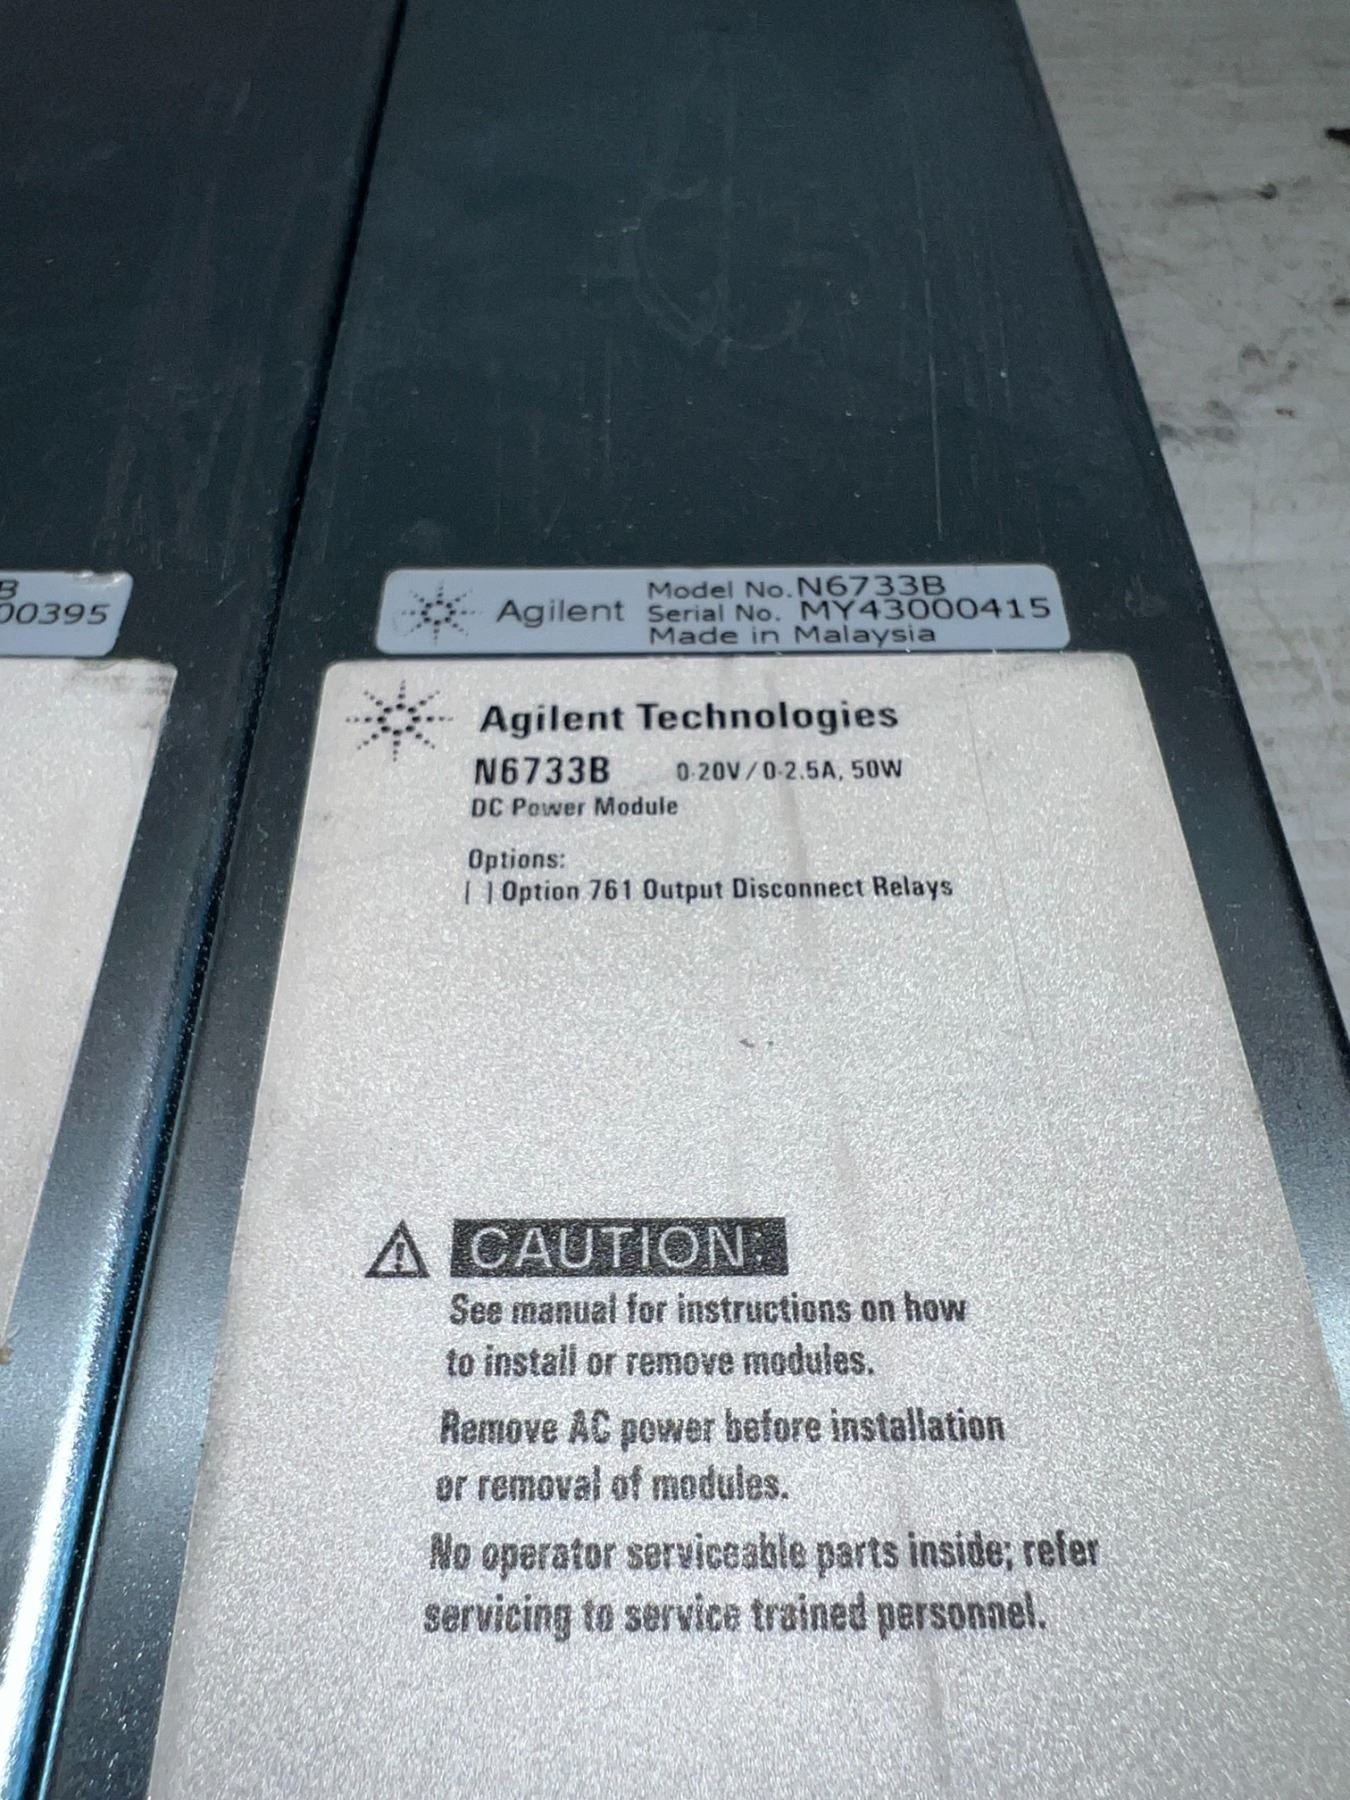 B
00395
Agilent
Model No. N6733B
Serial No. MY43000415
Made in Malaysia
Agilent Technologies
N6733B 0-20V / 0-2.5A, 50W
DC Power Module
Options:
[ ] Option 761 Output Disconnect Relays
CAUTION:
See manual for instructions on how
to install or remove modules.
Remove AC power before installation
or removal of modules.
No operator serviceable parts inside; refer
servicing to service trained personnel.